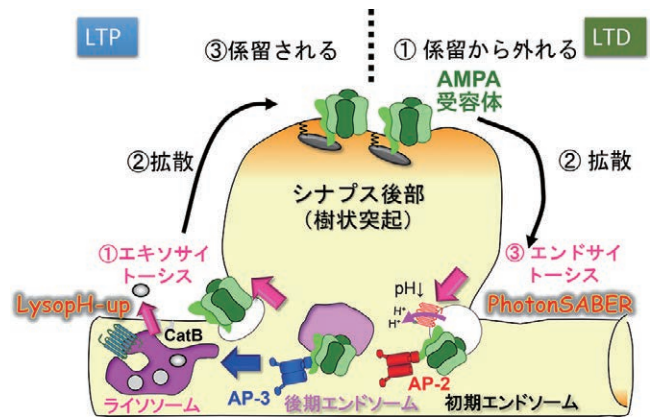 LTP
③係留される
① 係留から外れる
LTD
AMPA
受容体
②拡散
② 拡散
シナプス後部
(樹状突起)
①エキソサイ
トーシス
③ エンドサイ
トーシス
LysopH-up
pH↓
H⁺
H⁺
PhotonSABER
CatB
AP-3
AP-2
ライソソーム
後期エンドソーム
初期エンドソーム